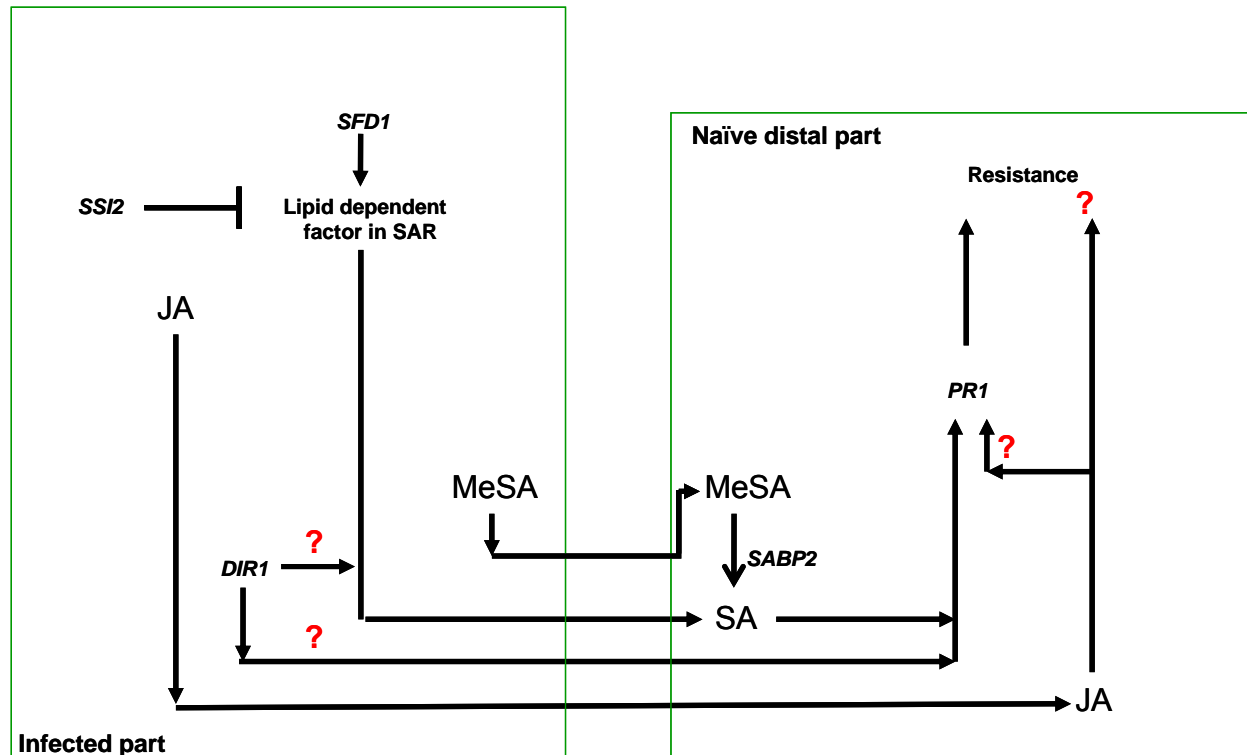 SFD1
Naïve distal part
Resistance
SSI2
Lipid dependent
factor in SAR
?
JA
PR1
?
MeSA
MeSA
?
DIR1
SABP2
SA
?
JA
Infected part